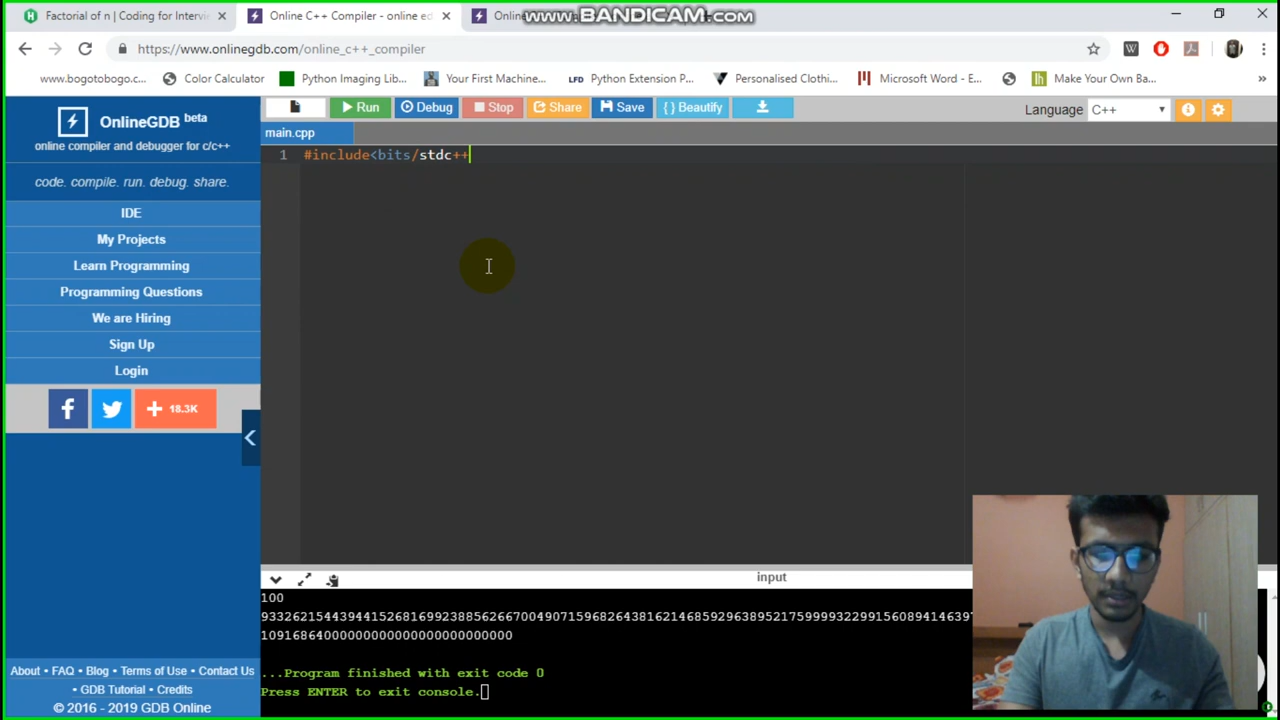 Factorial of n | Coding for Intervie
Online C++ Compiler - online ed
Onlin
www.BANDICAM.com
https://www.onlinegdb.com/online_c++_compiler
www.bogotobogo.c...
Color Calculator
Python Imaging Lib...
Your First Machine...
LFD Python Extension P...
Personalised Clothi...
Microsoft Word - E...
Make Your Own Ba...
OnlineGDB beta
online compiler and debugger for c/c++
code. compile. run. debug. share.
IDE
My Projects
Learn Programming
Programming Questions
We are Hiring
Sign Up
Login
18.3K
About • FAQ • Blog • Terms of Use • Contact Us
• GDB Tutorial • Credits
© 2016 - 2019 GDB Online
Run Debug Stop Share Save { } Beautify
Language C++
main.cpp
1 #include<bits/stdc++
input
100
109168640000000000000000000000
...Program finished with exit code 0
Press ENTER to exit console.